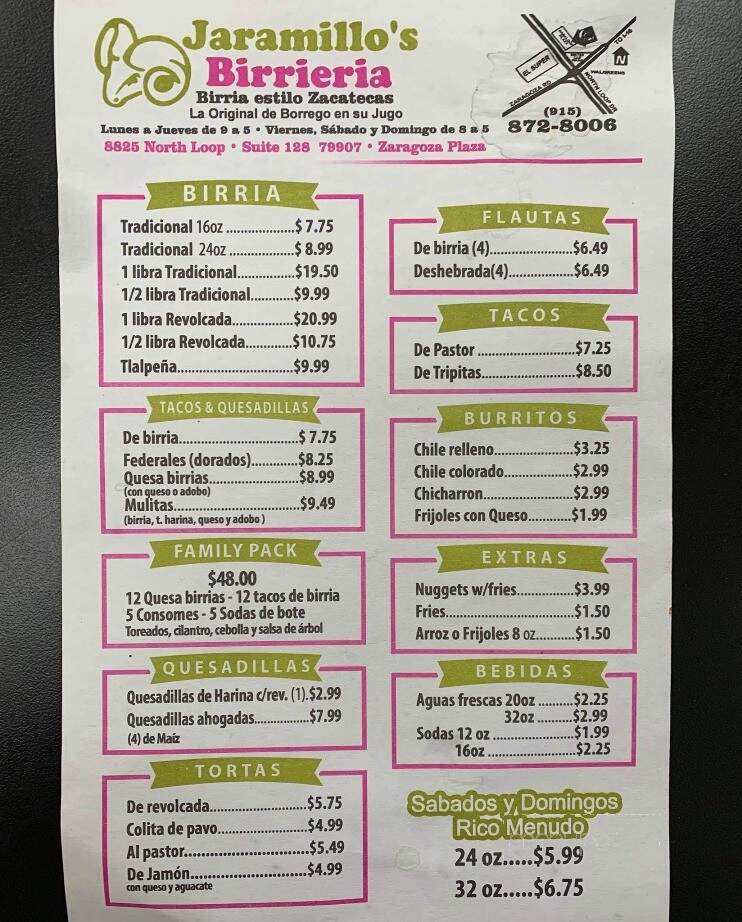 Jaramillo's
Birrieria
Birria estilo Zacatecas
La Original de Borrego en su Jugo
Lunes a Jueves de 9 a 5 • Viernes, Sábado y Domingo de 8 a 5
8825 North Loop • Suite 128 79907 • Zaragoza Plaza
EL SUPER
TO I-10
N
WALGREENS
ZARAGOZA RD
NORTH LOOP DR
(915)
872-8006
BIRRIA
Tradicional 16oz ..................$ 7.75
Tradicional 24oz .................$ 8.99
1 libra Tradicional..............$19.50
1/2 libra Tradicional...........$9.99
1 libra Revolcada...............$20.99
1/2 libra Revolcada............$10.75
Tlalpeña..............................$9.99
TACOS & QUESADILLAS
De birria..............................$ 7.75
Federales (dorados)............$8.25
Quesa birrias.......................$8.99
(con queso o adobo)
Mulitas................................$9.49
(birria, t. harina, queso y adobo )
FAMILY PACK
$48.00
12 Quesa birrias - 12 tacos de birria
5 Consomes - 5 Sodas de bote
Toreados, cilantro, cebolla y salsa de árbol
QUESADILLAS
Quesadillas de Harina c/rev. (1).$2.99
Quesadillas ahogadas..............$7.99
(4) de Maíz
TORTAS
De revolcada........................$5.75
Colita de pavo......................$4.99
Al pastor...............................$5.49
De Jamón.............................$4.99
con queso y aguacate
FLAUTAS
De birria (4).....................$6.49
Deshebrada(4).................$6.49
TACOS
De Pastor ........................$7.25
De Tripitas.......................$8.50
BURRITOS
Chile relleno....................$3.25
Chile colorado.................$2.99
Chicharron......................$2.99
Frijoles con Queso...........$1.99
EXTRAS
Nuggets w/fries..............$3.99
Fries................................$1.50
Arroz o Frijoles 8 oz..........$1.50
BEBIDAS
Aguas frescas 20oz .........$2.25
32oz .........$2.99
Sodas 12 oz .....................$1.99
16oz .....................$2.25
Sabados y Domingos
Rico Menudo
24 oz.....$5.99
32 oz.....$6.75